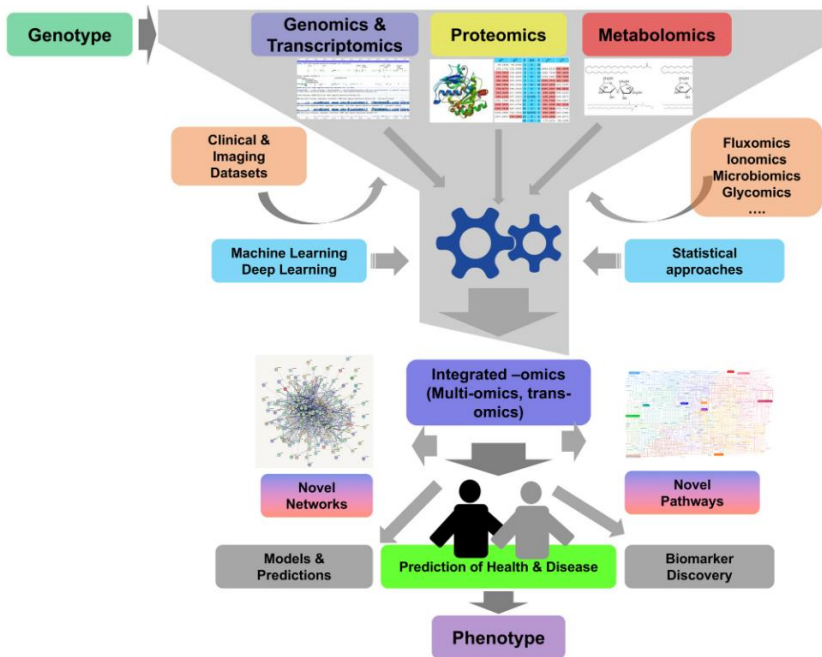 Genotype
Genomics &
Transcriptomics
Proteomics
Metabolomics
Clinical &
Imaging
Datasets
Fluxomics
Ionomics
Microbiomics
Glycomics
....
Machine Learning
Deep Learning
Statistical
approaches
Integrated –omics
(Multi-omics, trans-
omics)
Novel
Networks
Novel
Pathways
Models &
Predictions
Prediction of Health & Disease
Biomarker
Discovery
Phenotype